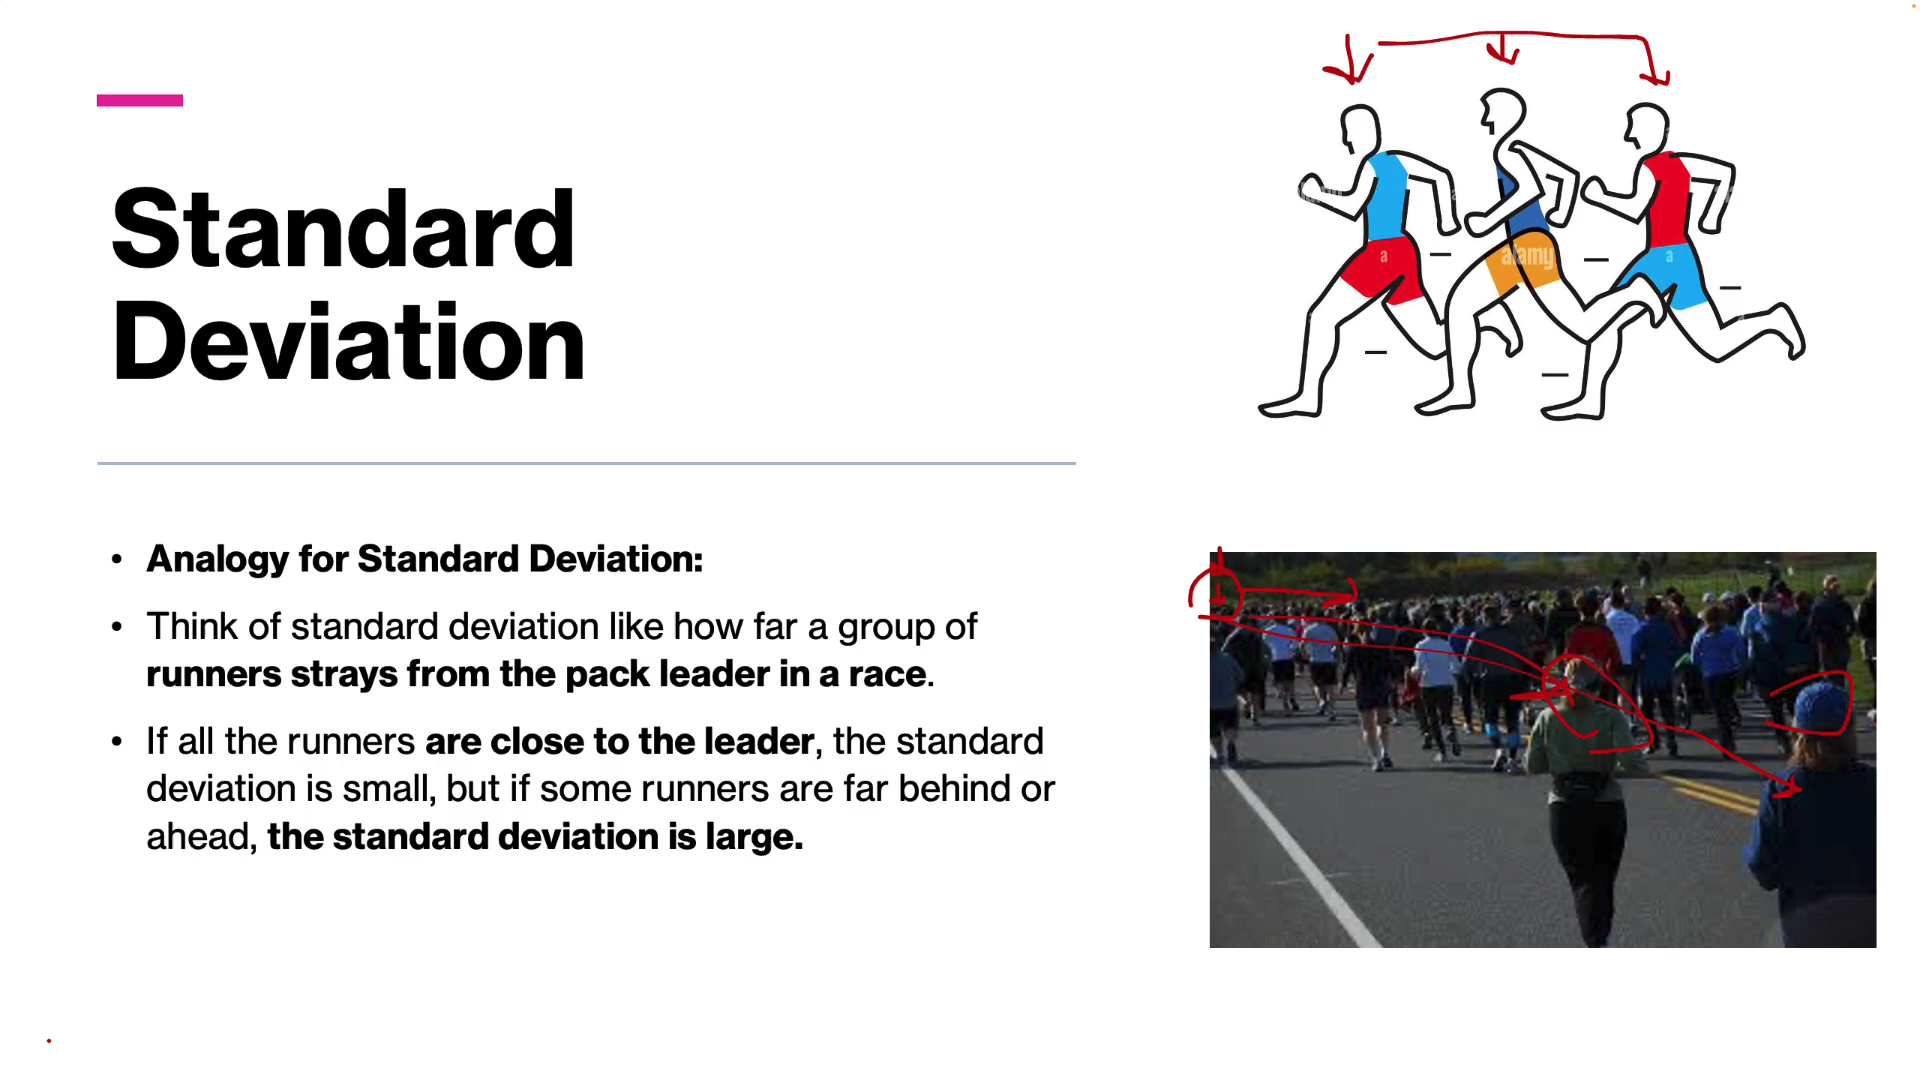 Standard
Deviation
• Analogy for Standard Deviation:
• Think of standard deviation like how far a group of
runners strays from the pack leader in a race.
• If all the runners are close to the leader, the standard
deviation is small, but if some runners are far behind or
ahead, the standard deviation is large.
alamy
a
a